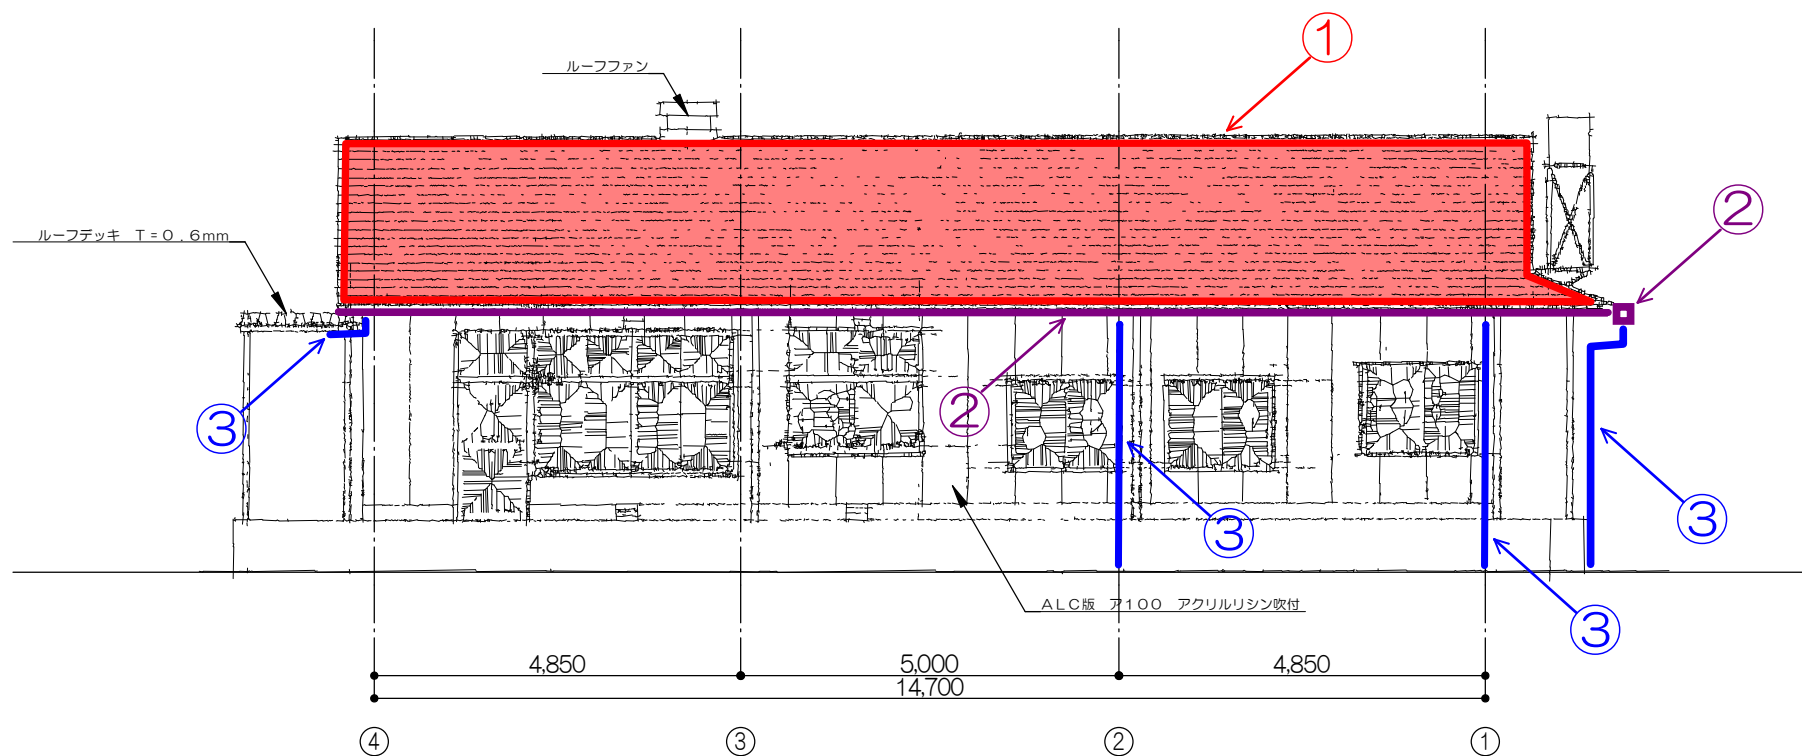 ①
ルーフファン
②
ルーフデッキ T=0.6mm
②
③
③
③
ALC版 ア100 アクリルリシン吹付
③
4,850 5,000 4,850
14,700
④ ③ ② ①